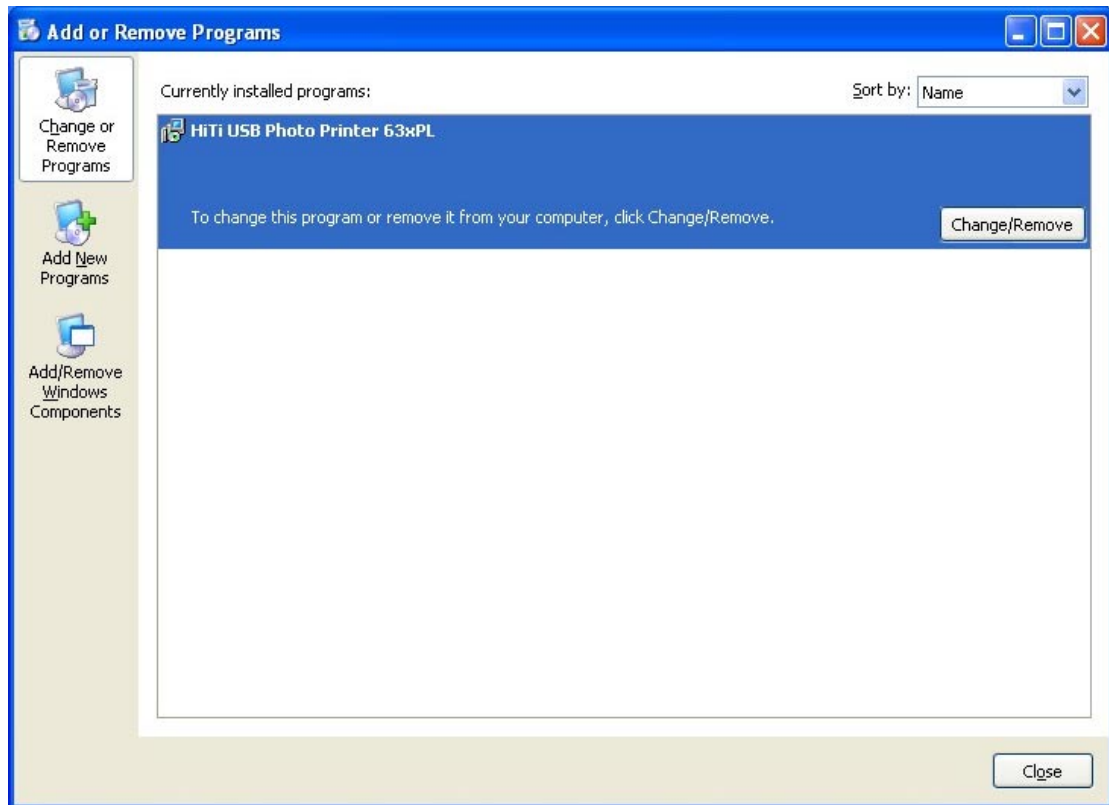 Add or Remove Programs
Change or
Remove
Programs
Add New
Programs
Add/Remove
Windows
Components
Currently installed programs:
Sort by: Name
HiTi USB Photo Printer 63xPL
To change this program or remove it from your computer, click Change/Remove.
Change/Remove
Close